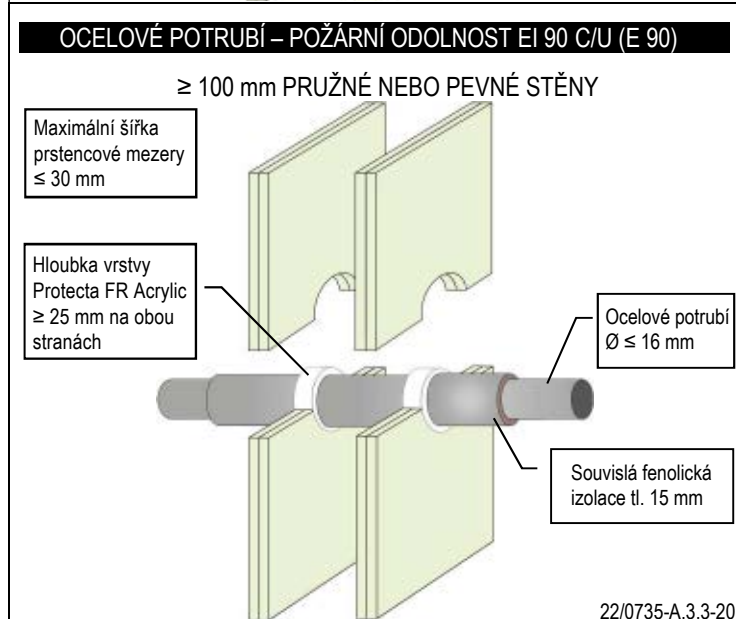 OCELOVÉ POTRUBÍ – POŽÁRNÍ ODOLNOST EI 90 C/U (E 90)
≥ 100 mm PRUŽNÉ NEBO PEVNÉ STĚNY
Maximální šířka
prstencové mezery
≤ 30 mm
Hloubka vrstvy
Protecta FR Acrylic
≥ 25 mm na obou
stranách
Ocelové potrubí
Ø ≤ 16 mm
Souvislá fenolická
izolace tl. 15 mm
22/0735-A.3.3-20